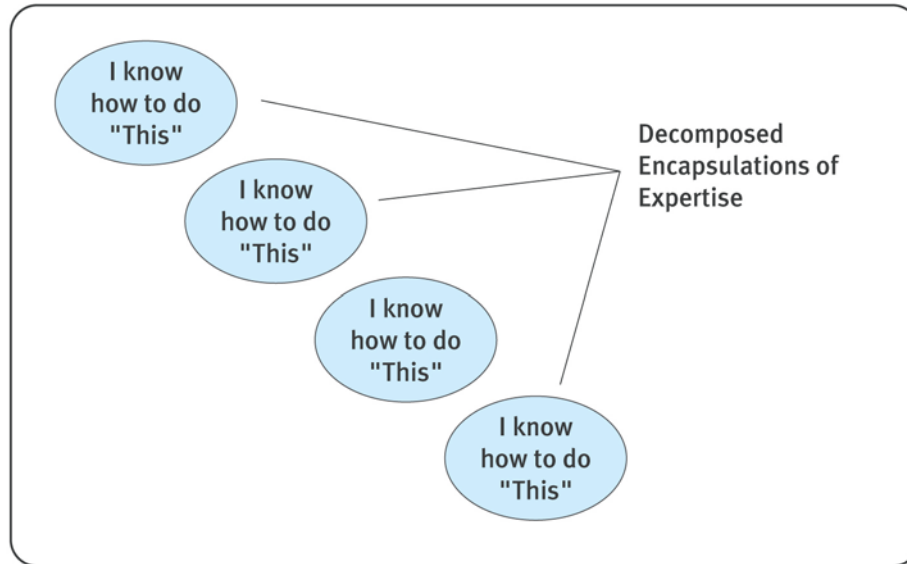 I know
how to do
"This"
I know
how to do
"This"
I know
how to do
"This"
I know
how to do
"This"
Decomposed
Encapsulations of
Expertise